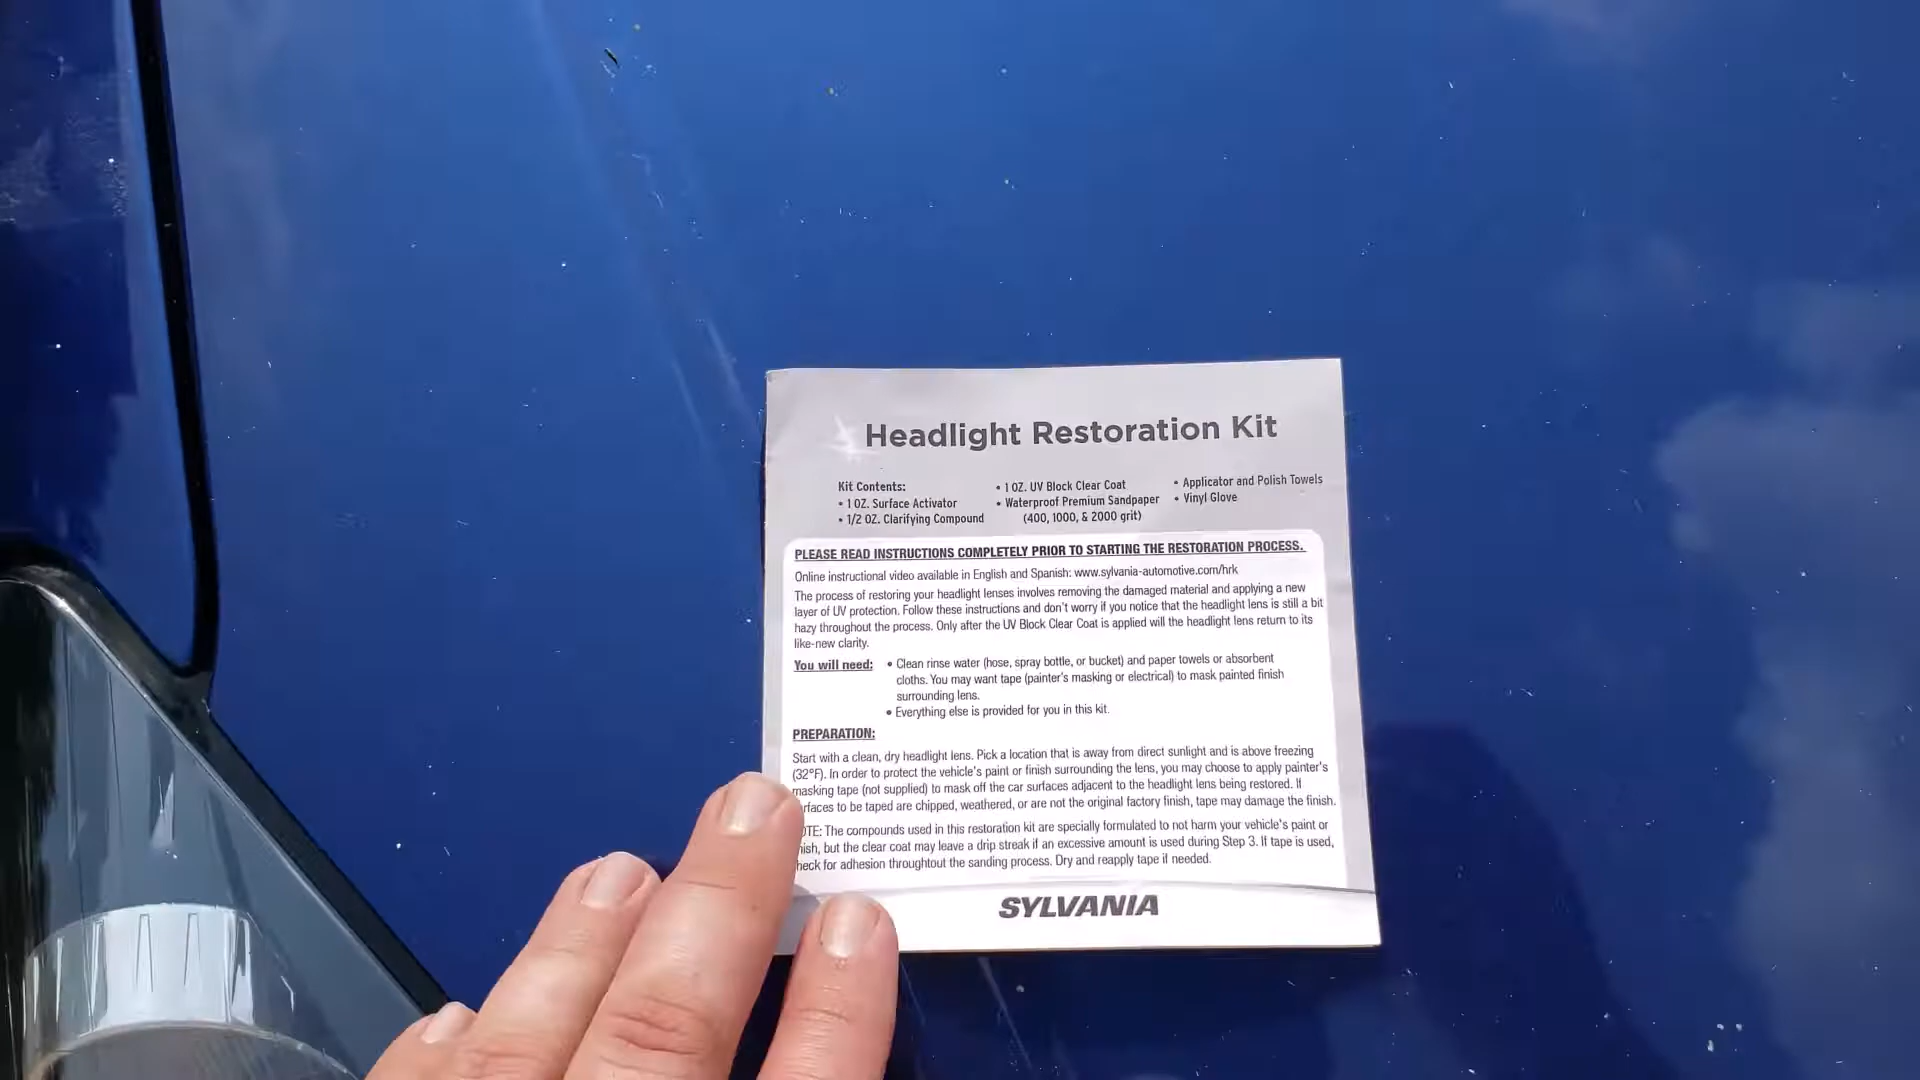 Headlight Restoration Kit
Kit Contents:
• 1 OZ. Surface Activator
• 1/2 OZ. Clarifying Compound
• 1 OZ. UV Block Clear Coat
• Waterproof Premium Sandpaper
(400, 1000, & 2000 grit)
• Applicator and Polish Towels
• Vinyl Glove
PLEASE READ INSTRUCTIONS COMPLETELY PRIOR TO STARTING THE RESTORATION PROCESS.
Online instructional video available in English and Spanish: www.sylvania-automotive.com/hrk
The process of restoring your headlight lenses involves removing the damaged material and applying a new
layer of UV protection. Follow these instructions and don't worry if you notice that the headlight lens is still a bit
hazy throughout the process. Only after the UV Block Clear Coat is applied will the headlight lens return to its
like-new clarity.
You will need: • Clean rinse water (hose, spray bottle, or bucket) and paper towels or absorbent
cloths. You may want tape (painter's masking or electrical) to mask painted finish
surrounding lens.
• Everything else is provided for you in this kit.
PREPARATION:
Start with a clean, dry headlight lens. Pick a location that is away from direct sunlight and is above freezing
(32°F). In order to protect the vehicle's paint or finish surrounding the lens, you may choose to apply painter's
masking tape (not supplied) to mask off the car surfaces adjacent to the headlight lens being restored. If
rfaces to be taped are chipped, weathered, or are not the original factory finish, tape may damage the finish.
OTE: The compounds used in this restoration kit are specially formulated to not harm your vehicle's paint or
nish, but the clear coat may leave a drip streak if an excessive amount is used during Step 3. If tape is used,
heck for adhesion throughtout the sanding process. Dry and reapply tape if needed.
SYLVANIA